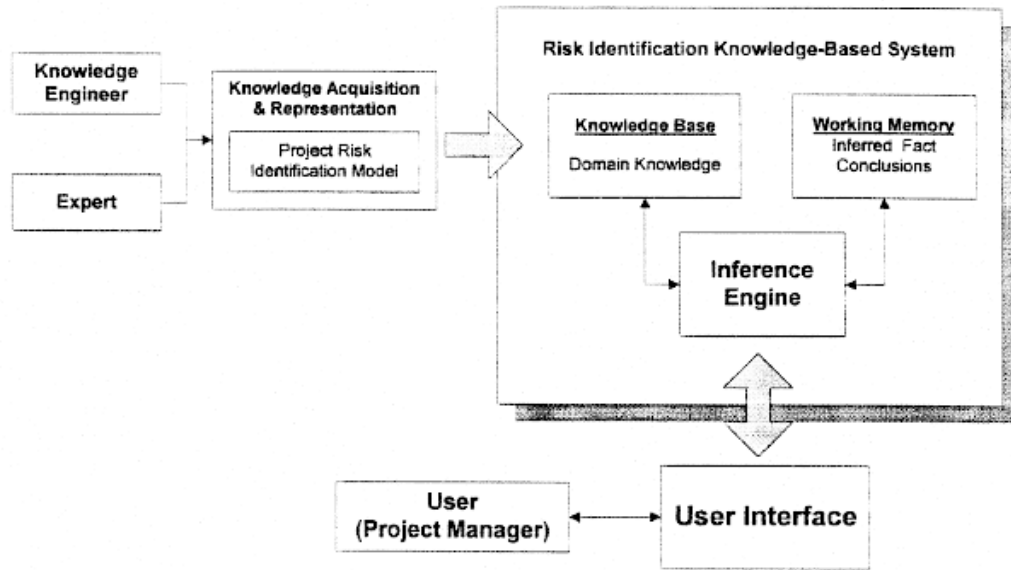 Risk Identification Knowledge-Based System
Knowledge
Engineer
Expert
Knowledge Acquisition
& Representation
Project Risk
Identification Model
Knowledge Base
Domain Knowledge
Working Memory
Inferred Fact
Conclusions
Inference
Engine
User
(Project Manager)
User Interface